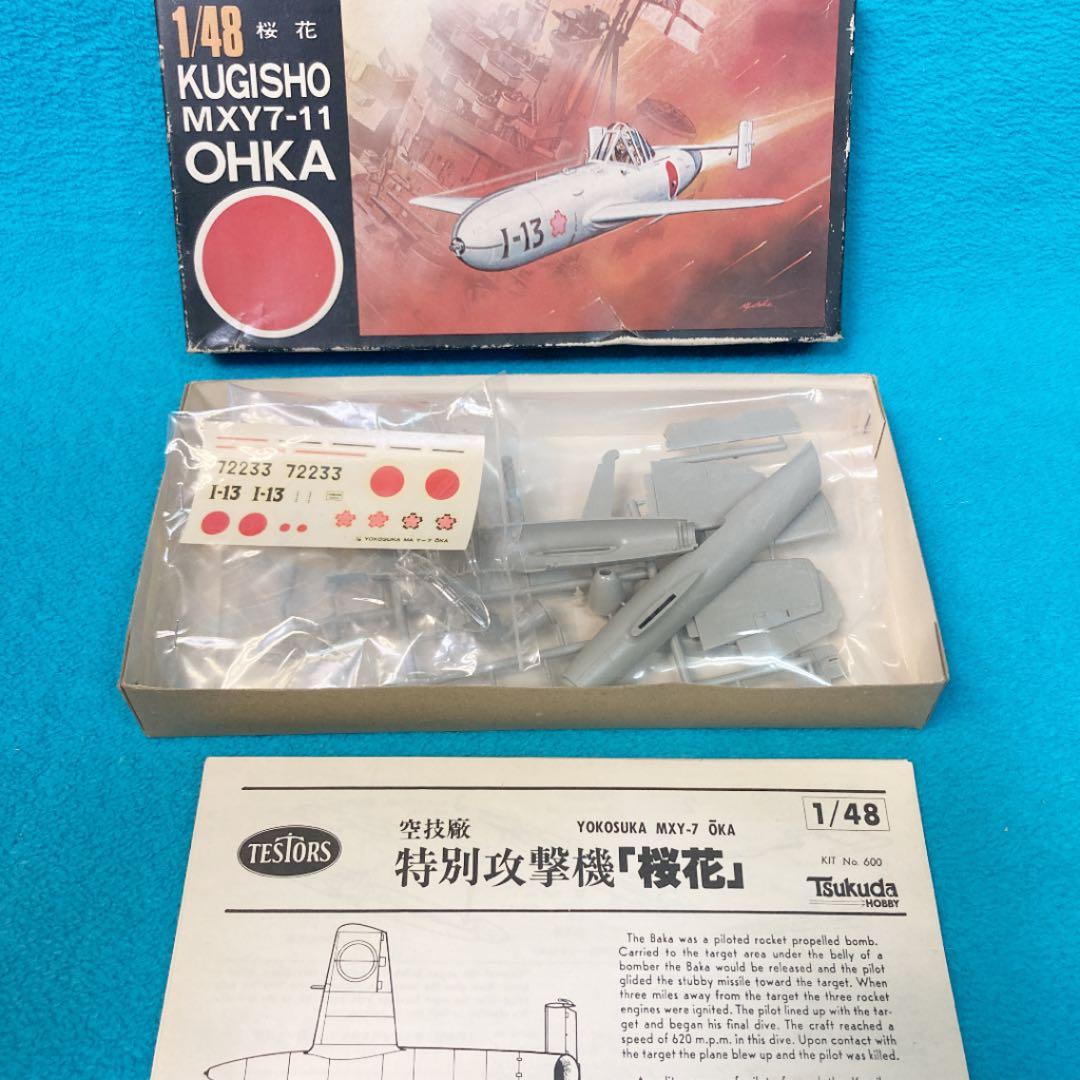 1/48 桜花
KUGISHO
MXY7-11
OHKA
I-13
72233 72233
I-13 I-13
YOKOSUKA MA Y-7 ŌKA
TESTORS
空技廠
YOKOSUKA MXY-7 ŌKA
特別攻撃機「桜花」
1/48
KIT No. 600
Tsukuda
HOBBY
The Baka was a piloted rocket propelled bomb.
Carried to the target area under the belly of a
bomber the Baka would be released and the pilot
glided the stubby missile toward the target. When
three miles away from the target the three rocket
engines were ignited. The pilot lined up with the tar-
get and began his final dive. The craft reached a
speed of 620 m.p.m. in this dive. Upon contact with
the target the plane blew up and the pilot was killed.